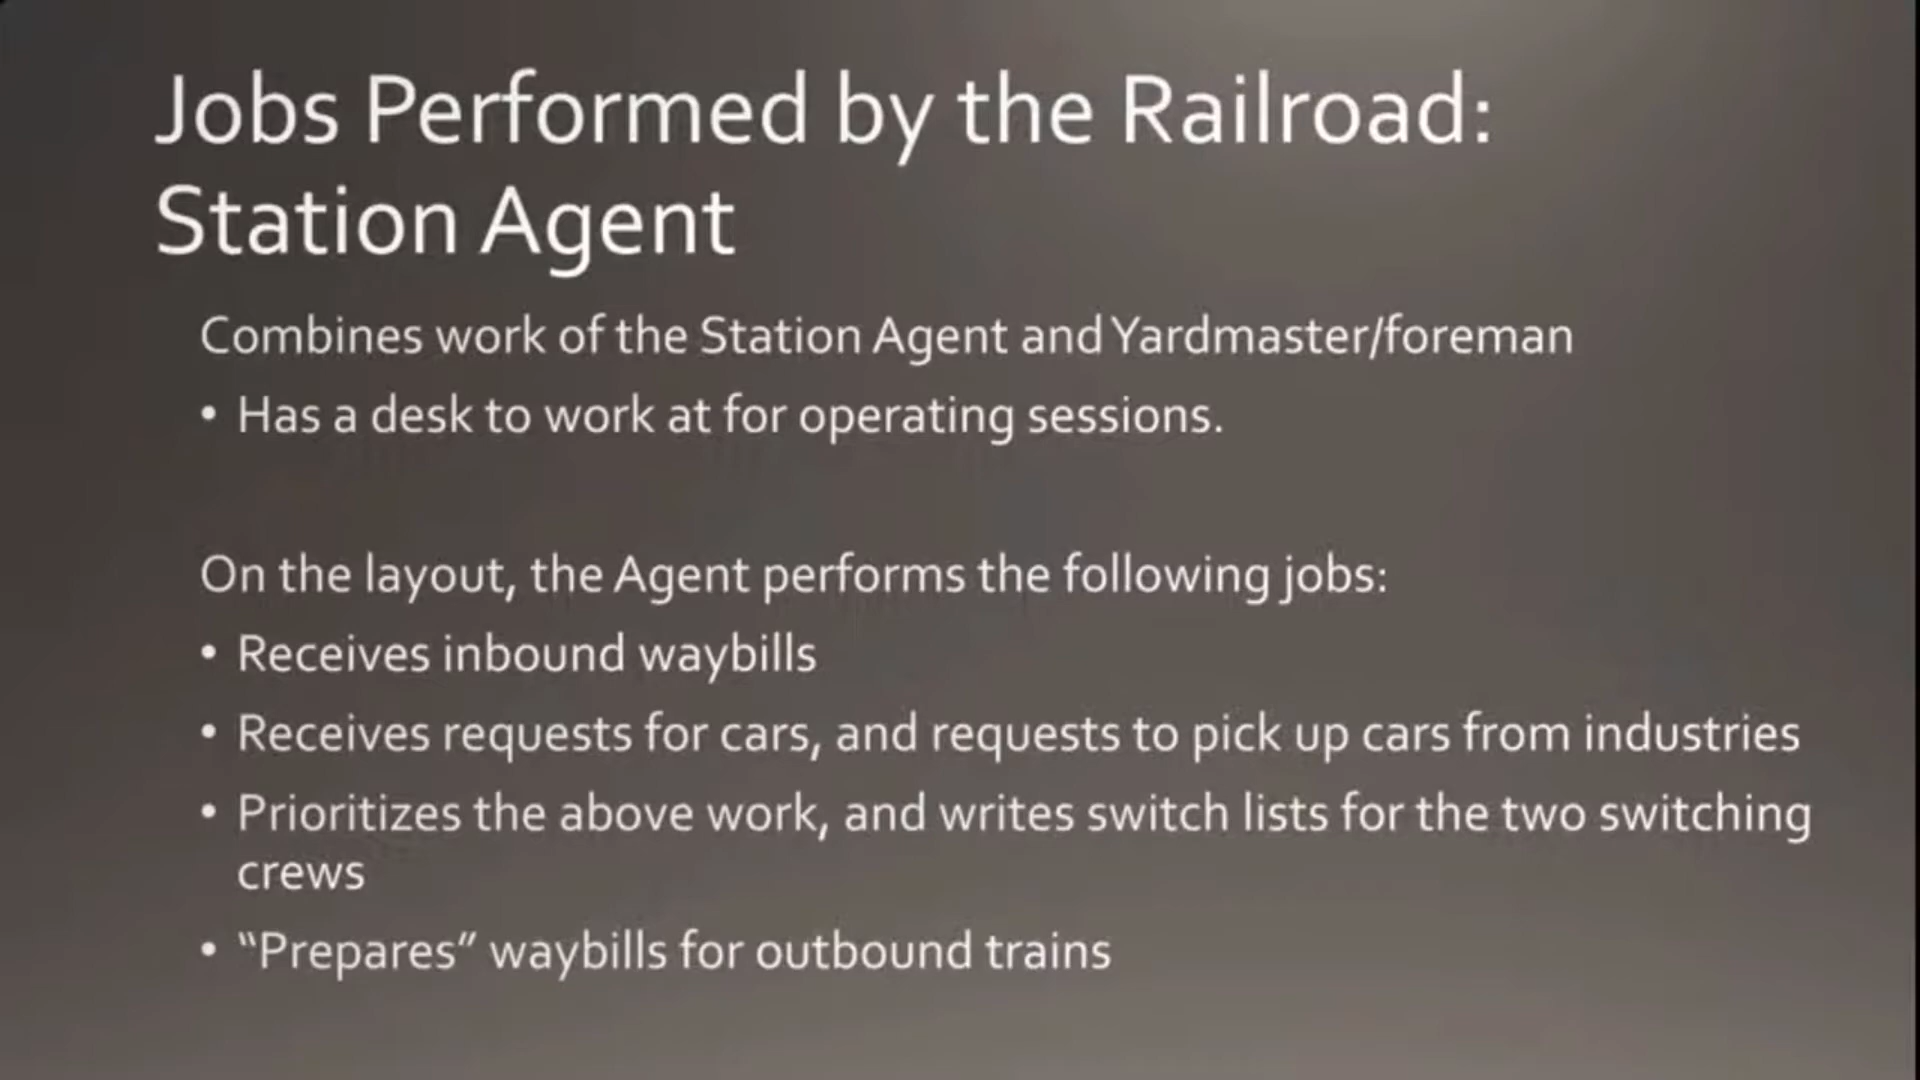 Jobs Performed by the Railroad:
Station Agent
Combines work of the Station Agent and Yardmaster/foreman
• Has a desk to work at for operating sessions.
On the layout, the Agent performs the following jobs:
• Receives inbound waybills
• Receives requests for cars, and requests to pick up cars from industries
• Prioritizes the above work, and writes switch lists for the two switching
crews
• “Prepares” waybills for outbound trains